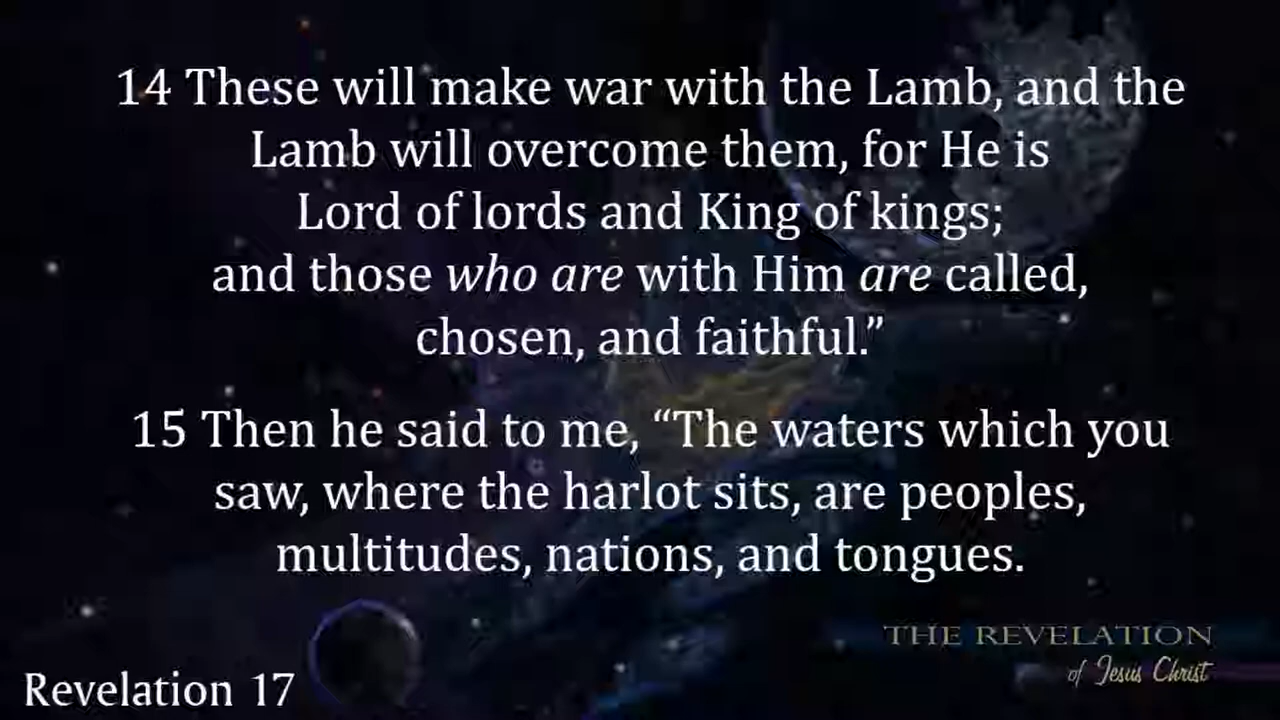 14 These will make war with the Lamb, and the
Lamb will overcome them, for He is
Lord of lords and King of kings;
and those who are with Him are called,
chosen, and faithful.”
15 Then he said to me, “The waters which you
saw, where the harlot sits, are peoples,
multitudes, nations, and tongues.
THE REVELATION
of Jesus Christ
Revelation 17